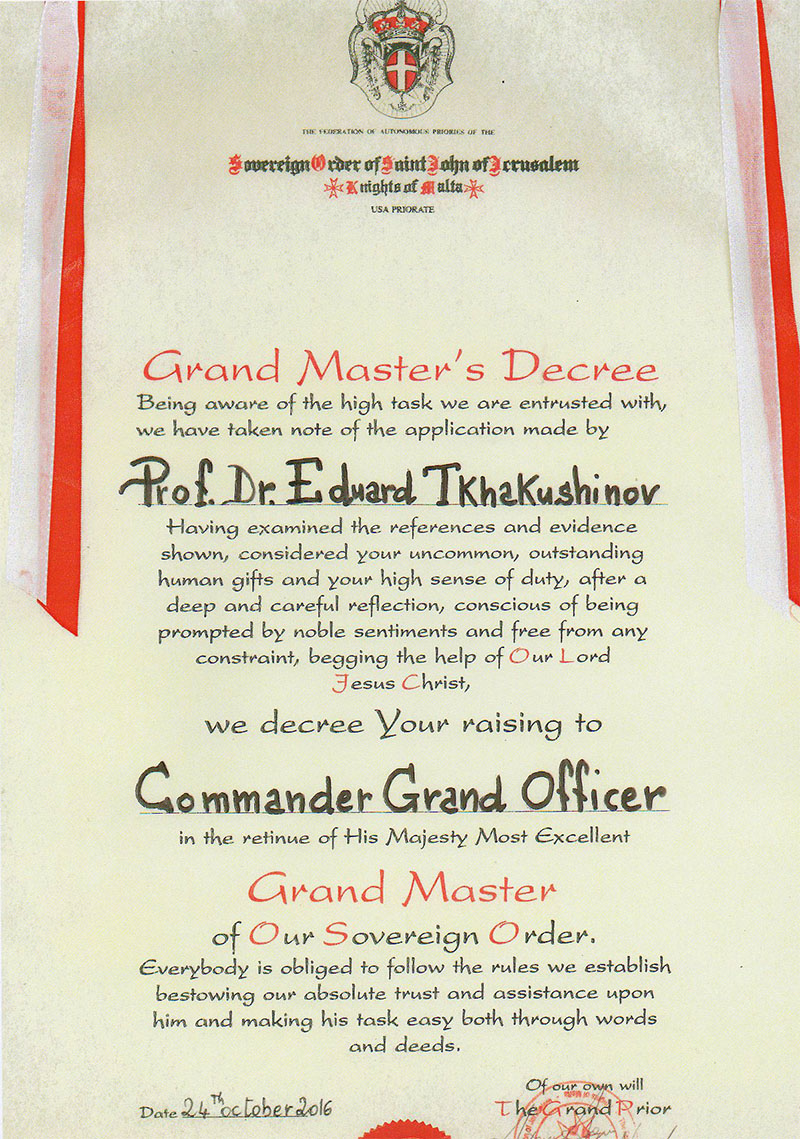 THE FEDERATION OF AUTONOMOUS PRIORIES OF THE
Sovereign Order of Saint John of Jerusalem
Knights of Malta
USA PRIORATE
Grand Master's Decree
Being aware of the high task we are entrusted with,
we have taken note of the application made by
Prof. Dr. Eduard Tkhakushinov
Having examined the references and evidence
shown, considered your uncommon, outstanding
human gifts and your high sense of duty, after a
deep and careful reflection, conscious of being
prompted by noble sentiments and free from any
constraint, begging the help of Our Lord
Jesus Christ,
we decree Your raising to
Commander Grand Officer
in the retinue of His Majesty Most Excellent
Grand Master
of Our Sovereign Order.
Everybody is obliged to follow the rules we establish
bestowing our absolute trust and assistance upon
him and making his task easy both through words
and deeds.
Of our own will
Date 24TH october 2016
The Grand Prior